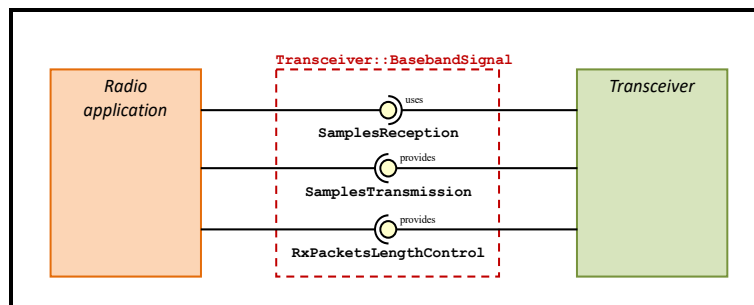 Transceiver::BasebandSignal
Radio
application
Transceiver
uses
SamplesReception
provides
SamplesTransmission
provides
RxPacketsLengthControl